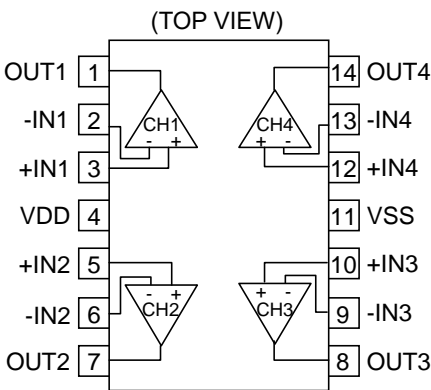 (TOP VIEW)
OUT1 1 14 OUT4
-IN1 2 CH1 CH4 13 -IN4
- + + -
+IN1 3 12 +IN4
VDD 4 11 VSS
+IN2 5 10 +IN3
- + + -
-IN2 6 CH2 CH3 9 -IN3
OUT2 7 8 OUT3